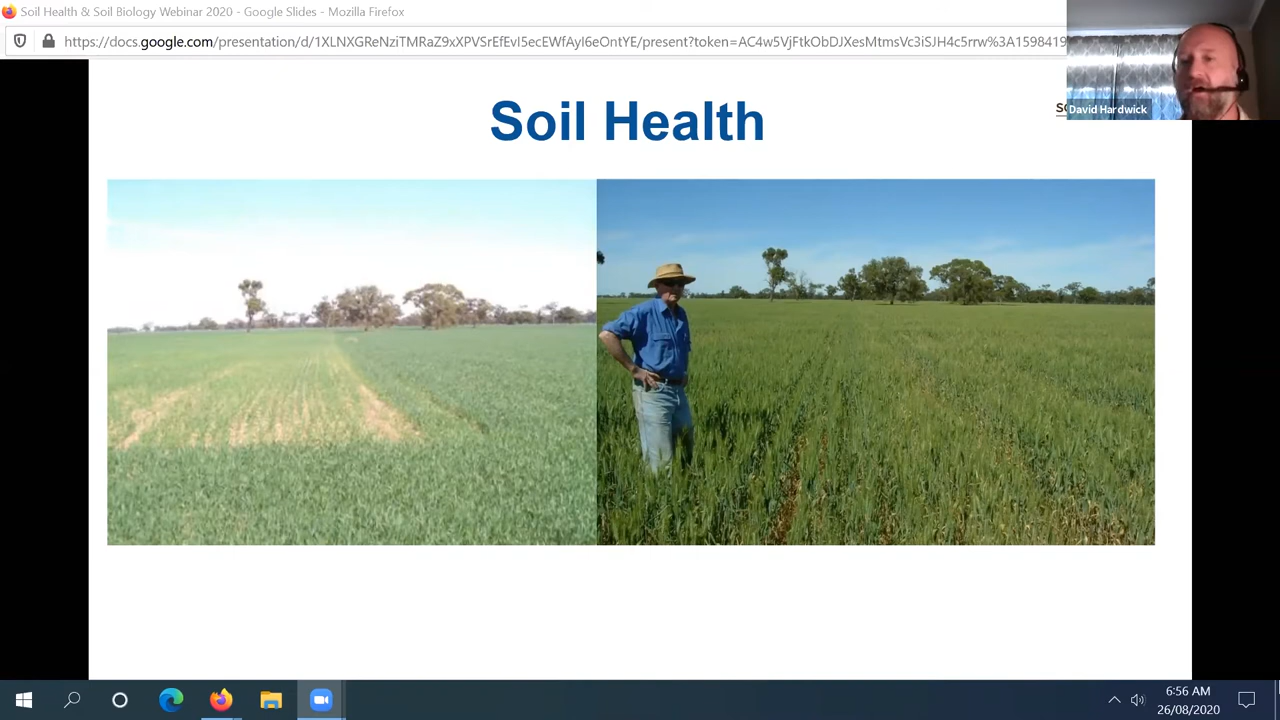 Soil Health & Soil Biology Webinar 2020 - Google Slides - Mozilla Firefox
https://docs.google.com/presentation/d/1XLNXGReNziTMRaZ9xXPVSrEfEvI5ecEWfAyI6eOntYE/present?token=AC4w5VjFtkObDJXesMtmsVc3iSJH4c5rrw%3A1598419
Soil Health
David Hardwick
6:56 AM
26/08/2020